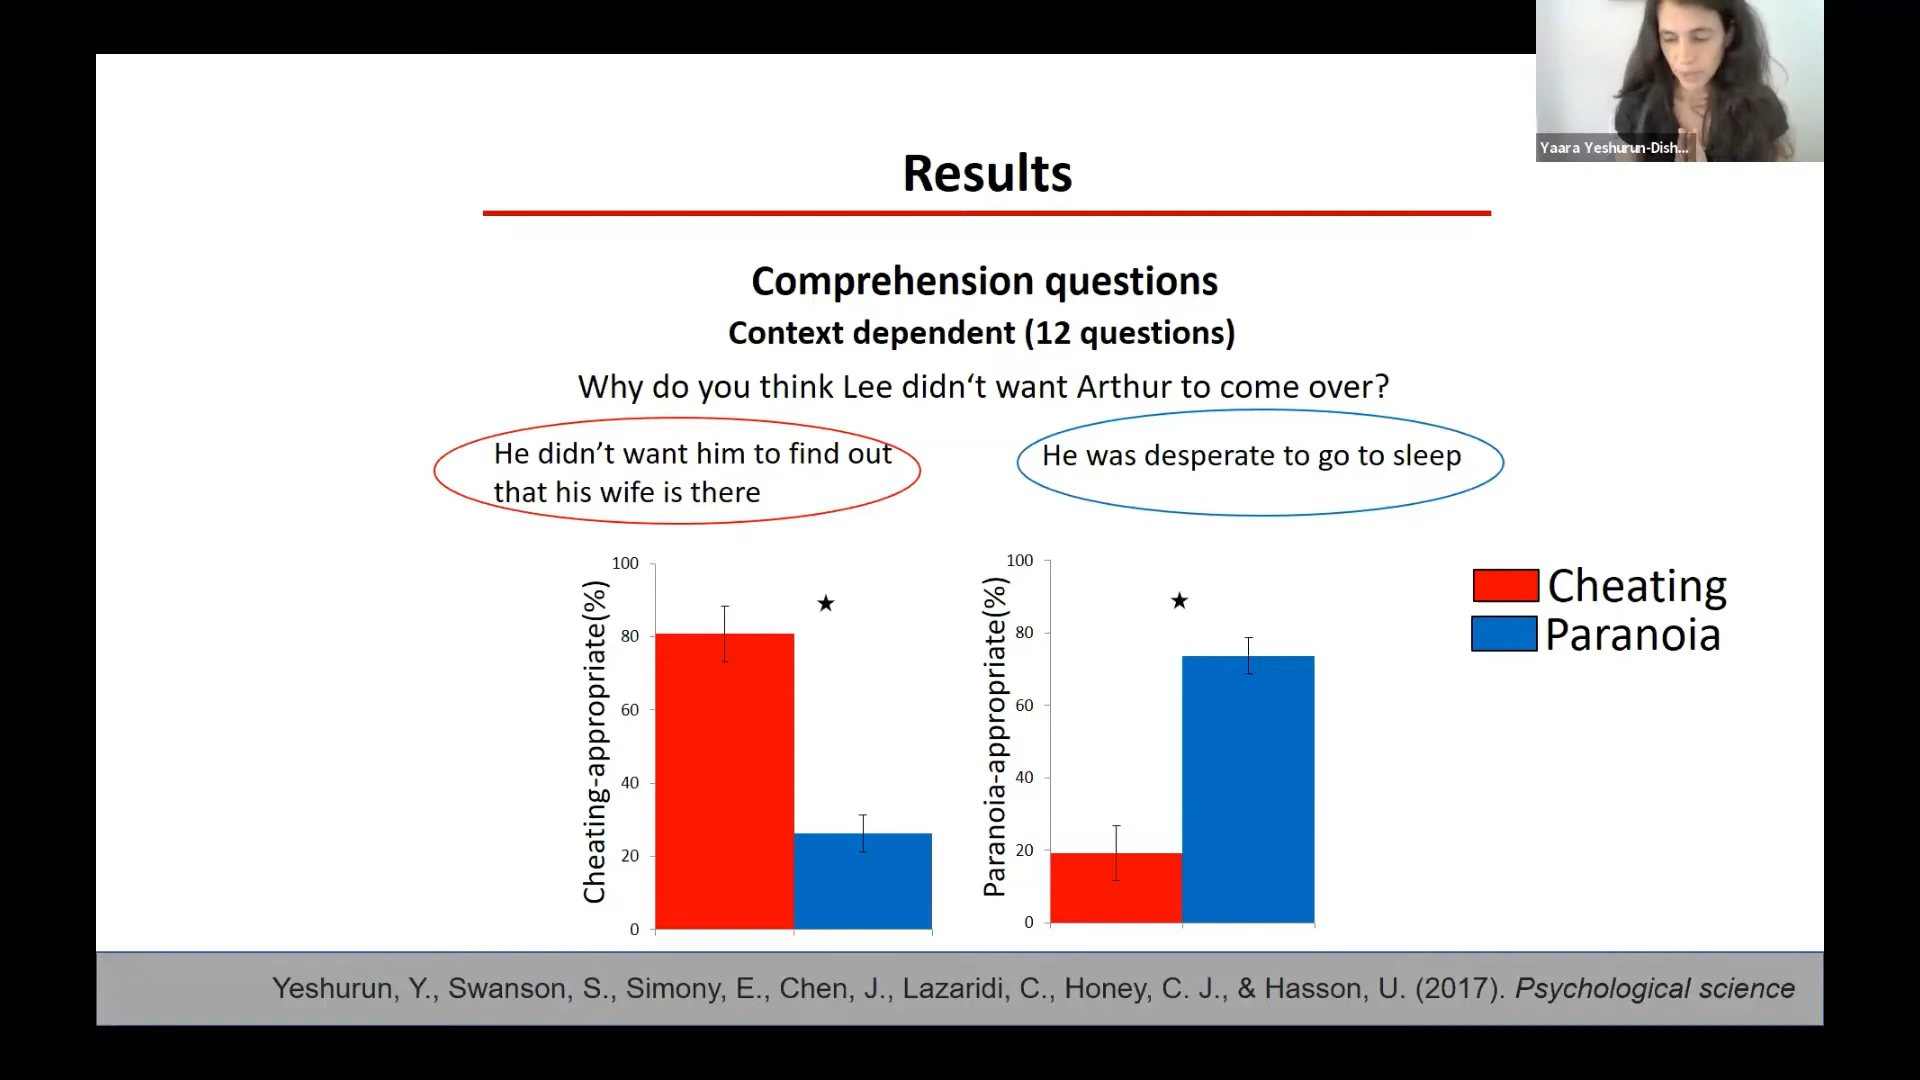 Yaara Yeshurun-Dish...
Results
Comprehension questions
Context dependent (12 questions)
Why do you think Lee didn‘t want Arthur to come over?
He didn’t want him to find out
that his wife is there
He was desperate to go to sleep
Cheating-appropriate(%)
100
80
60
40
20
0
★
Paranoia-appropriate(%)
100
80
60
40
20
0
★
Cheating
Paranoia
Yeshurun, Y., Swanson, S., Simony, E., Chen, J., Lazaridi, C., Honey, C. J., & Hasson, U. (2017). Psychological science